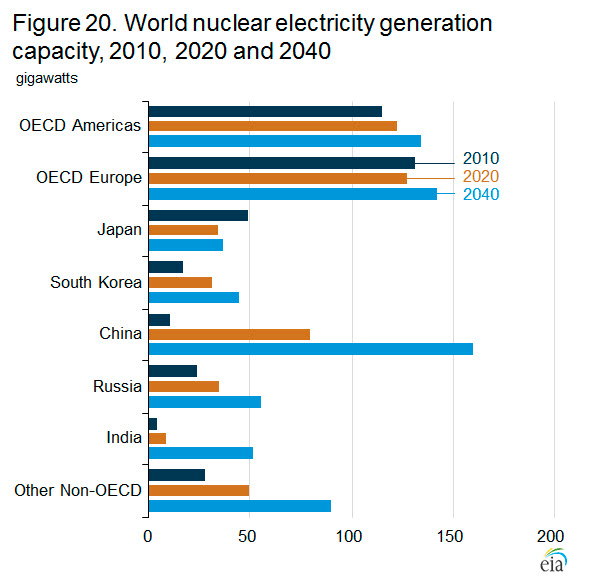 Figure 20. World nuclear electricity generation
capacity, 2010, 2020 and 2040
gigawatts
OECD Americas
OECD Europe
2010
2020
2040
Japan
South Korea
China
Russia
India
Other Non-OECD
0
50
100
150
200
eia